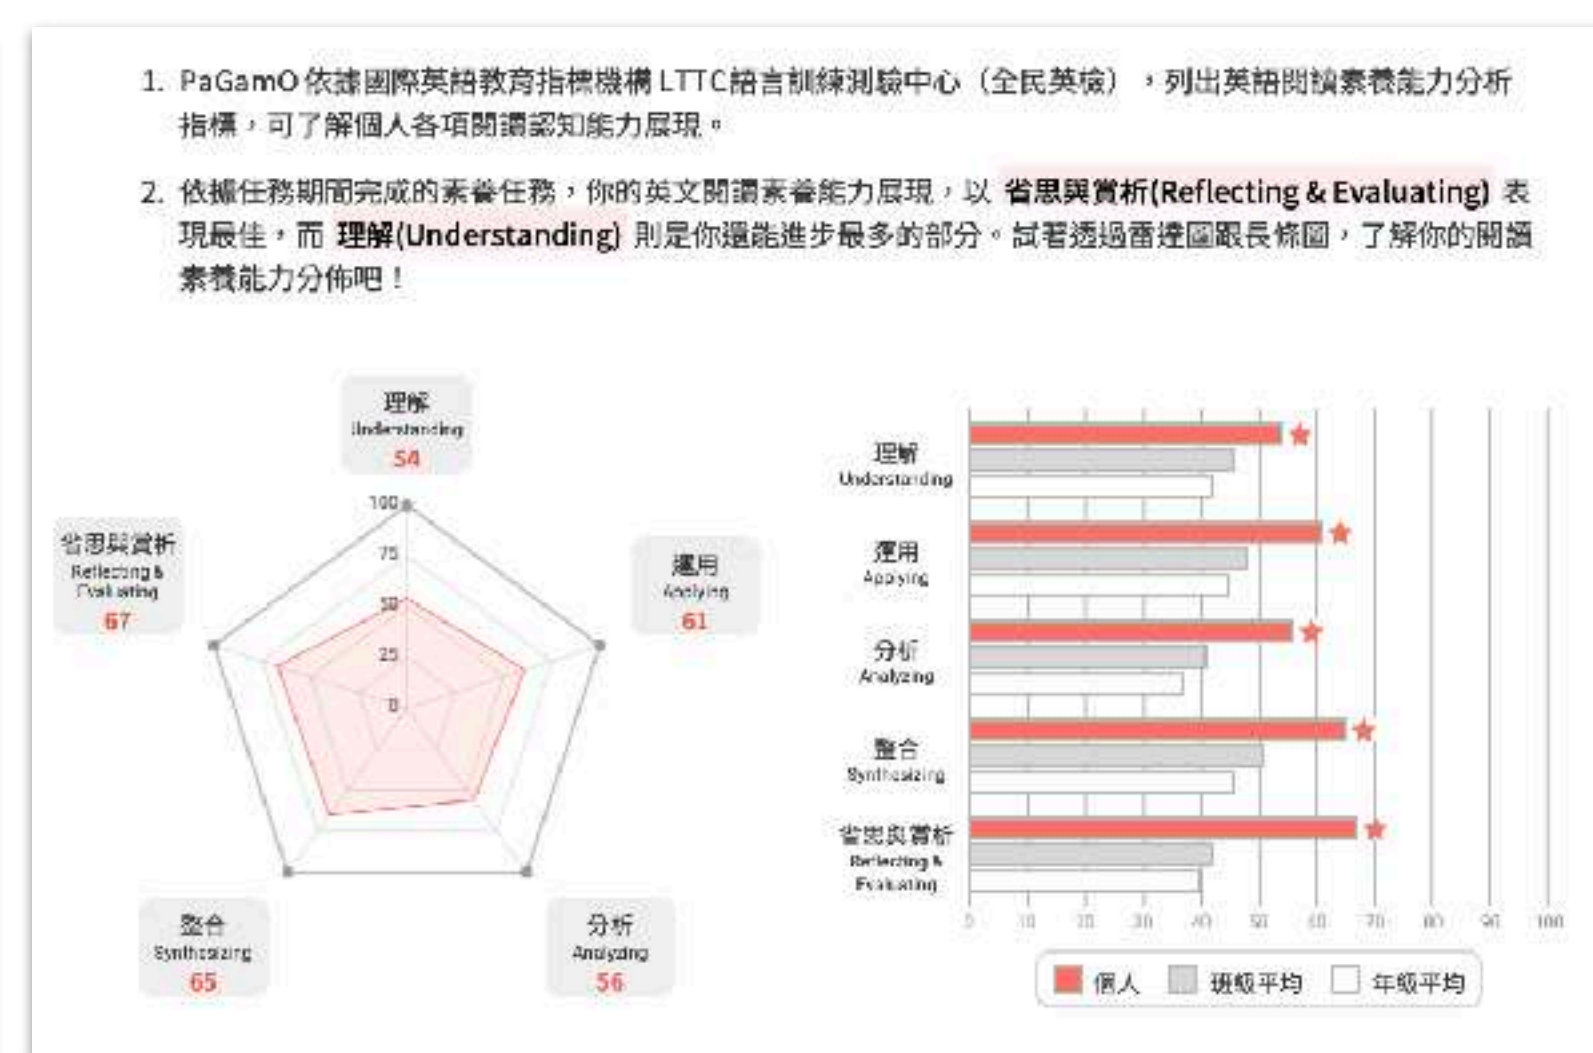 1. PaGamO 依據國際英語教育指標機構 LTTC語言訓練測驗中心（全民英檢），列出英語閱讀素養能力分析
指標，可了解個人各項閱讀認知能力展現。
2. 依據任務期間完成的素養任務，你的英文閱讀素養能力展現，以 省思與賞析(Reflecting & Evaluating) 表
現最佳，而 理解(Understanding) 則是你還能進步最多的部分。試著透過雷達圖跟長條圖，了解你的閱讀
素養能力分佈吧！
理解
Understanding
54
運用
Applying
61
分析
Analyzing
56
整合
Synthesizing
65
省思與賞析
Reflecting &
Evaluating
67
100
75
50
25
0
理解
Understanding
運用
Applying
分析
Analyzing
整合
Synthesizing
省思與賞析
Reflecting &
Evaluating
0 10 20 30 40 50 60 70 80 90 100
個人 班級平均 年級平均